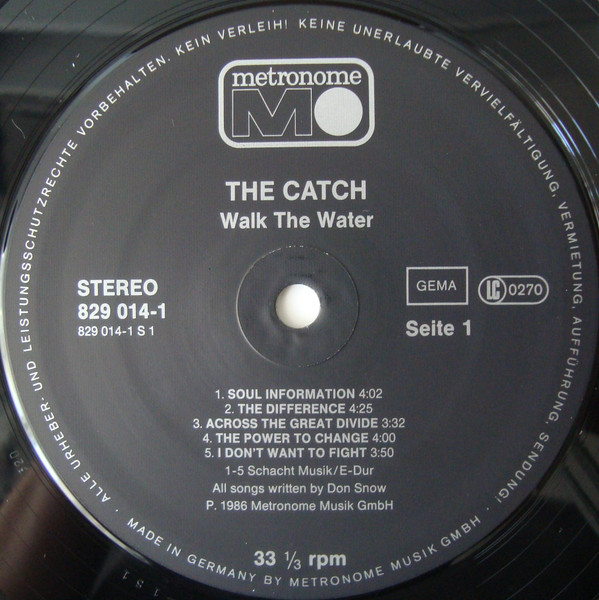 ALLE URHEBER- UND LEISTUNGSSCHUTZRECHTE VORBEHALTEN. KEIN VERLEIH! KEINE UNERLAUBTE VERVIELFÄLTIGUNG, VERMIETUNG, AUFFÜHRUNG, SENDUNG!
metronome
MO
THE CATCH
Walk The Water
STEREO
829 014-1
829 014-1 S 1
GEMA
LC 0270
Seite 1
1. SOUL INFORMATION 4:02
2. THE DIFFERENCE 4:25
3. ACROSS THE GREAT DIVIDE 3:32
4. THE POWER TO CHANGE 4:00
5. I DON'T WANT TO FIGHT 3:50
1-5 Schacht Musik/E-Dur
All songs written by Don Snow
P. 1986 Metronome Musik GmbH
33 ⅓ rpm
· MADE IN GERMANY BY METRONOME MUSIK GMBH ·
320